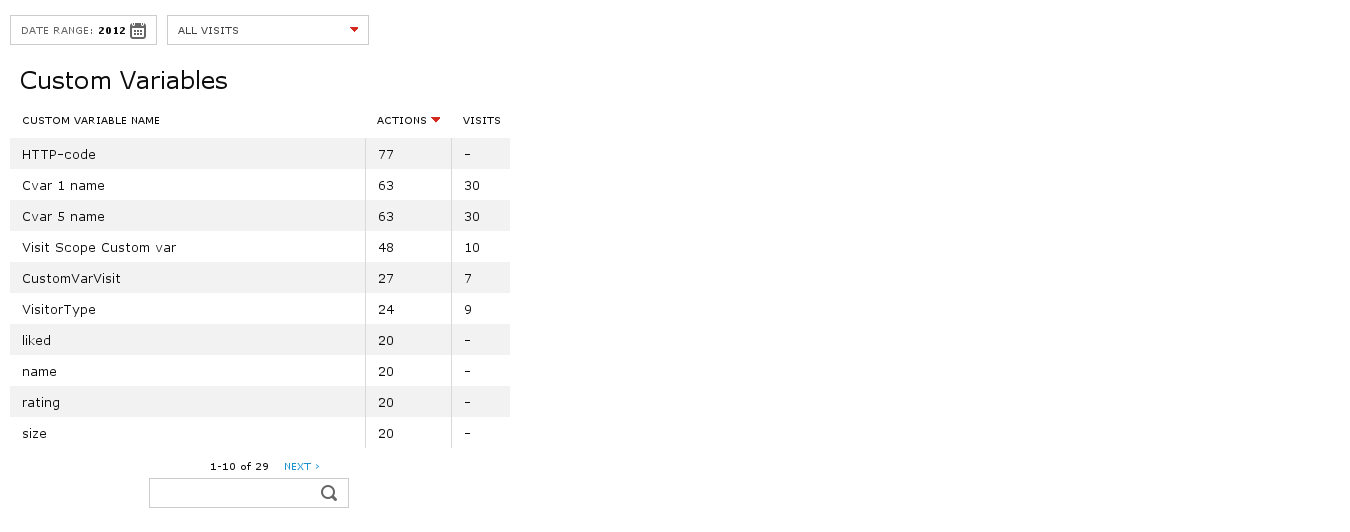 DATE RANGE: 2012 ALL VISITS
Custom Variables
CUSTOM VARIABLE NAME ACTIONS VISITS
HTTP-code 77 -
Cvar 1 name 63 30
Cvar 5 name 63 30
Visit Scope Custom var 48 10
CustomVarVisit 27 7
VisitorType 24 9
liked 20 -
name 20 -
rating 20 -
size 20 -
1-10 of 29 NEXT ›